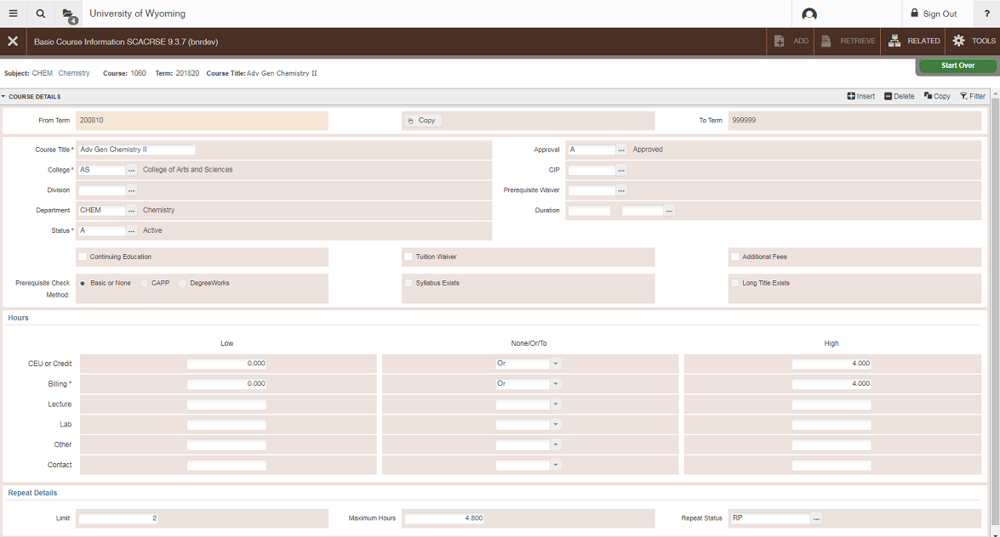 4 University of Wyoming Sign Out ?
Basic Course Information SCACRSE 9.3.7 (bnrdev) ADD RETRIEVE RELATED TOOLS
Start Over
Subject: CHEM Chemistry Course: 1060 Term: 201820 Course Title: Adv Gen Chemistry II
COURSE DETAILS Insert Delete Copy Filter
From Term 200810 Copy To Term 999999
Course Title * Adv Gen Chemistry II Approval A ... Approved
College * AS ... College of Arts and Sciences CIP ...
Division ... Prerequisite Waiver ...
Department CHEM ... Chemistry Duration ...
Status * A ... Active
Continuing Education Tuition Waiver Additional Fees
Prerequisite Check Basic or None CAPP DegreeWorks Syllabus Exists Long Title Exists
Method:
Hours
Low None/Or/To High
CEU or Credit 0.000 Or 4.000
Billing * 0.000 Or 4.000
Lecture
Lab
Other
Contact
Repeat Details
Limit 2 Maximum Hours 4.800 Repeat Status RP ...